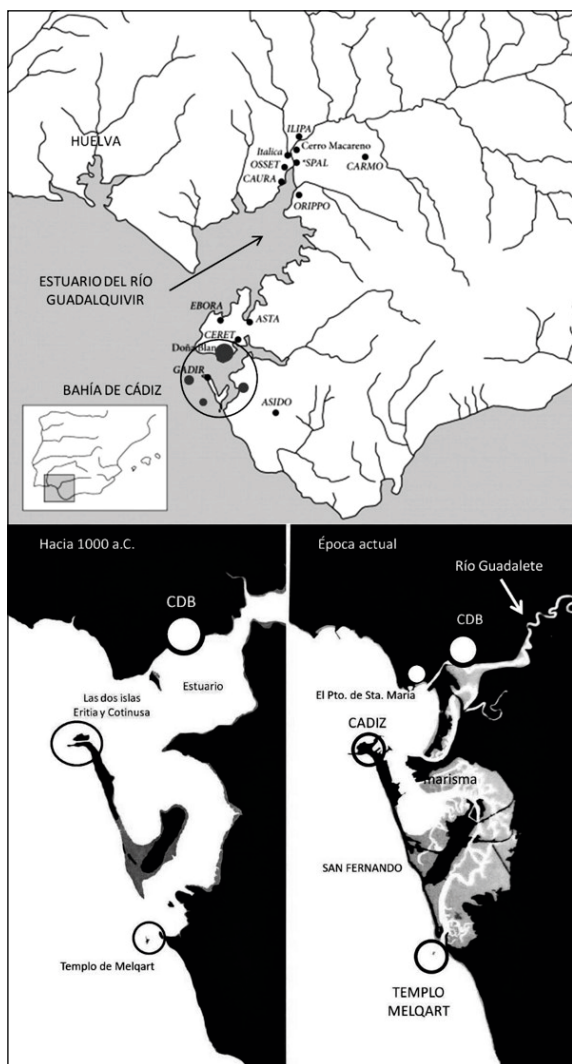 HUELVA
ILIPA
Cerro Macareno
Italica
*SPAL
OSSET
CARMO
CAURA
ORIPPO
ESTUARIO DEL RÍO
GUADALQUIVIR
EBORA
ASTA
CERET
Doña Blan
GADIR
BAHÍA DE CÁDIZ
ASIDO
Hacia 1000 a.C.
CDB
Las dos islas
Eritia y Cotinusa
Estuario
Templo de Melqart
Época actual
Río Guadalete
CDB
El Pto. de Sta. María
CADIZ
marisma
SAN FERNANDO
TEMPLO
MELQART